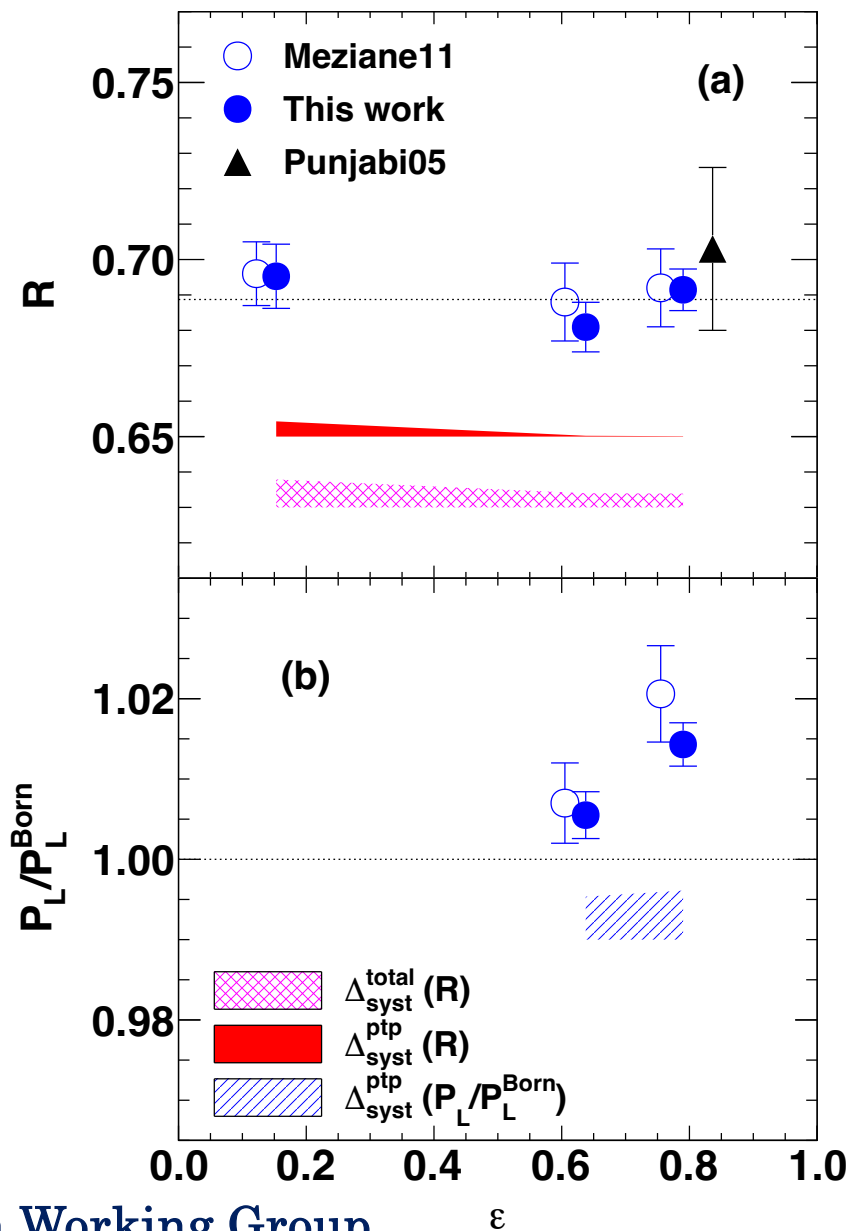 Meziane11
This work
Punjabi05
(a)
0.75
0.70
0.65
R
(b)
1.02
1.00
0.98
P_L/P_L^Born
Δ_syst^total (R)
Δ_syst^ptp (R)
Δ_syst^ptp (P_L/P_L^Born)
0.0 0.2 0.4 0.6 0.8 1.0
ε
Working Group